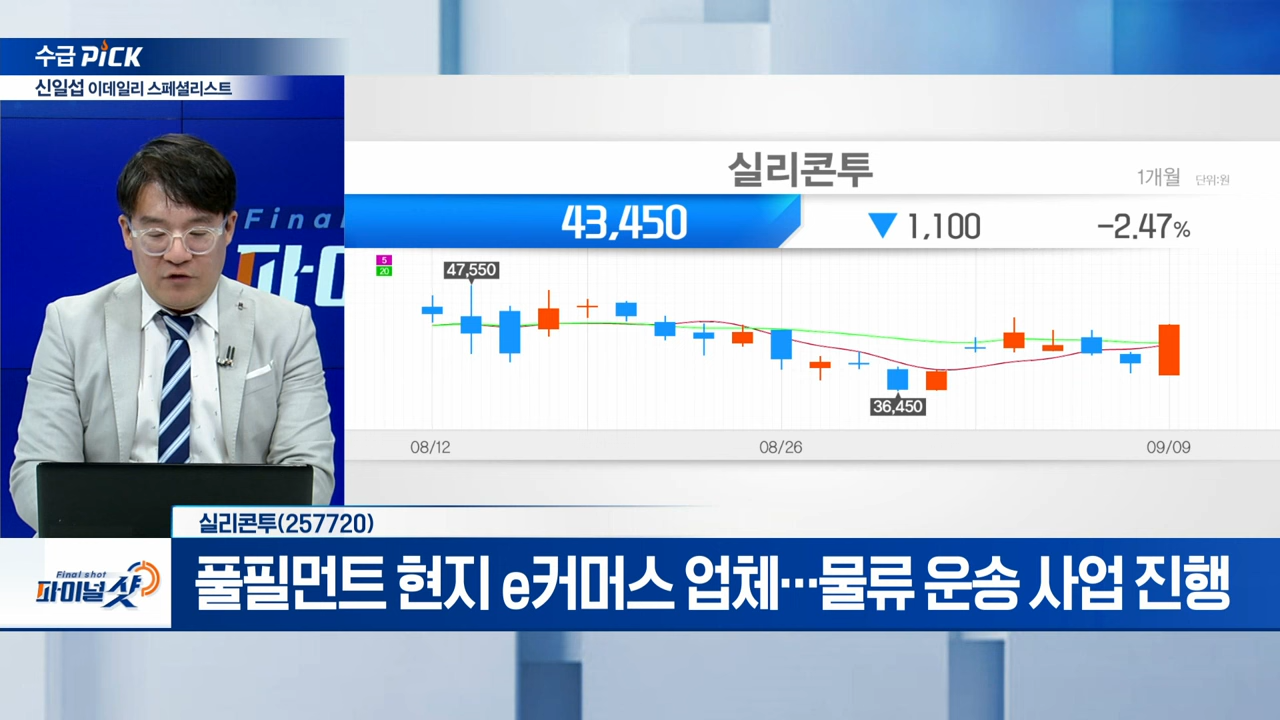 수급 PiCK
신일섭 이데일리 스페셜리스트
Final
파이
실리콘투
1개월 단위:원
43,450 ▼ 1,100 -2.47%
5
20
47,550
36,450
08/12 08/26 09/09
실리콘투(257720)
Final shot
파이널샷
풀필먼트 현지 e커머스 업체…물류 운송 사업 진행